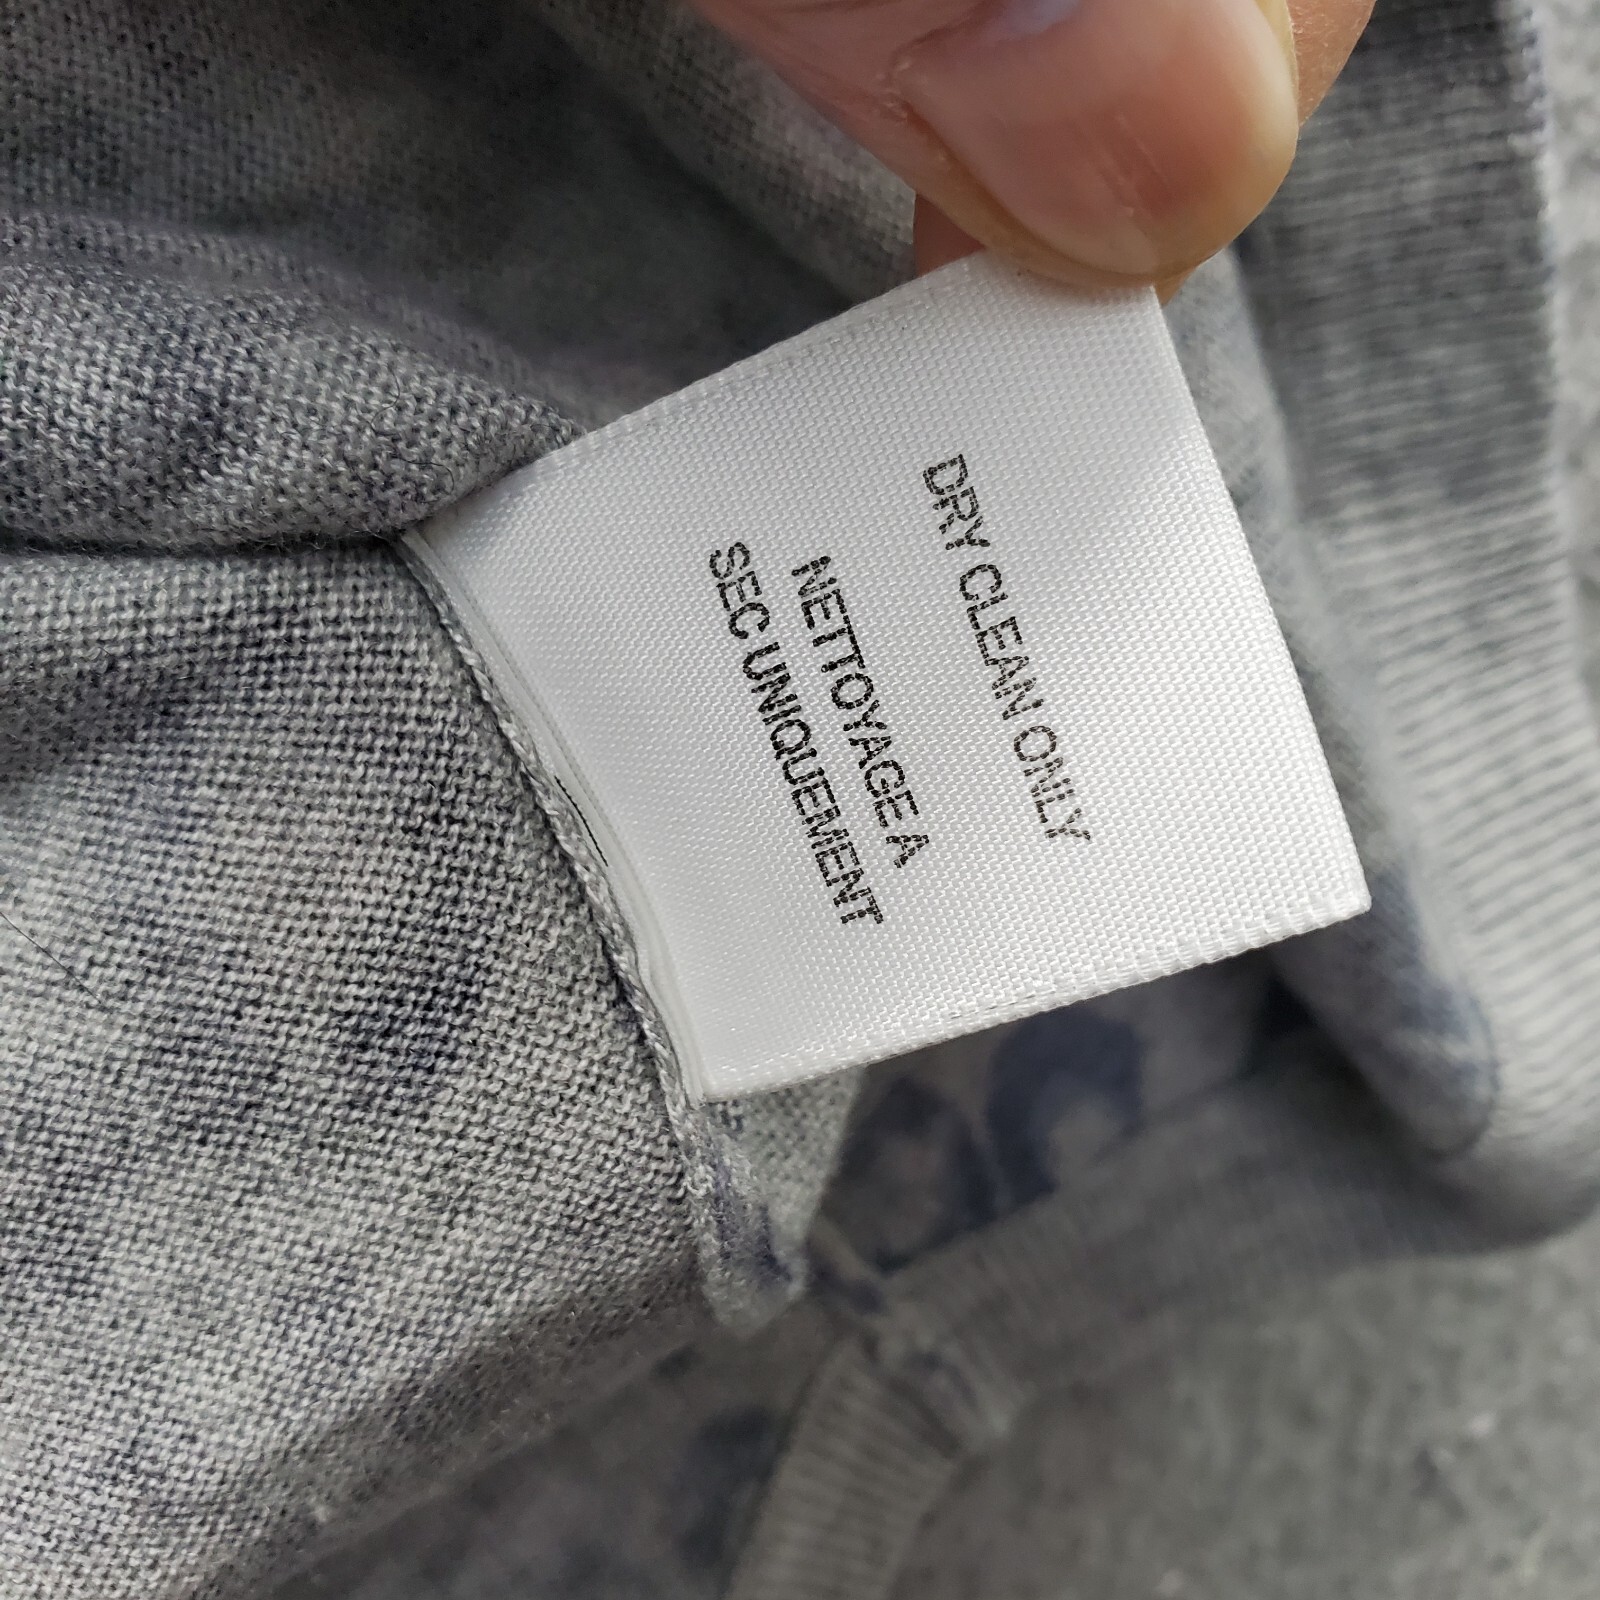 DRY CLEAN ONLY
NETTOYAGE A
SEC UNIQUEMENT